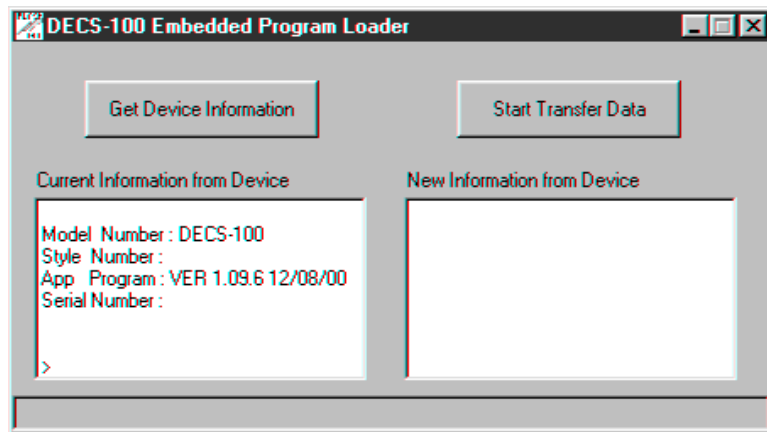 DECS-100 Embedded Program Loader
Get Device Information
Start Transfer Data
Current Information from Device
New Information from Device
Model Number : DECS-100
Style Number :
App Program : VER 1.09.6 12/08/00
Serial Number :
>